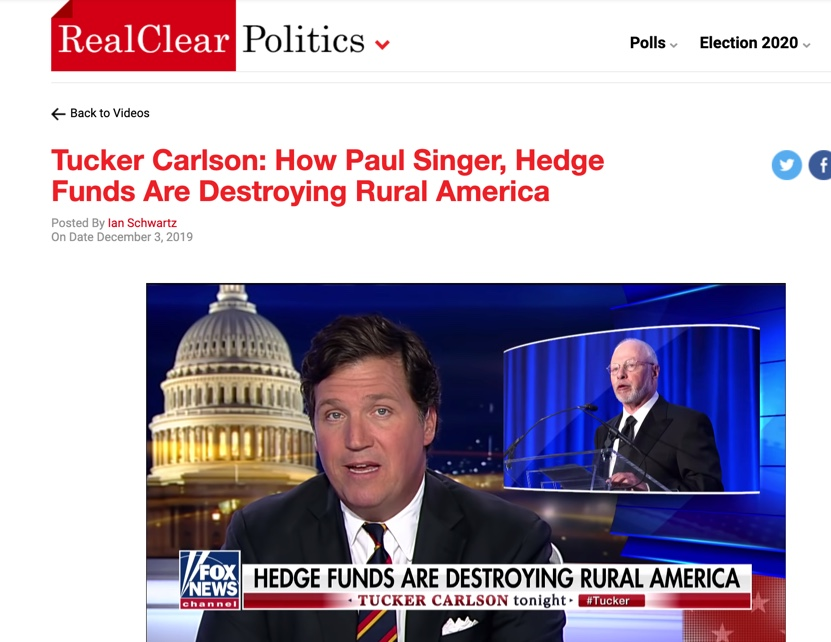 RealClear Politics
Polls
Election 2020
Back to Videos
Tucker Carlson: How Paul Singer, Hedge
Funds Are Destroying Rural America
Posted By Ian Schwartz
On Date December 3, 2019
FOX
NEWS
channel
HEDGE FUNDS ARE DESTROYING RURAL AMERICA
· TUCKER CARLSON tonight · #Tucker